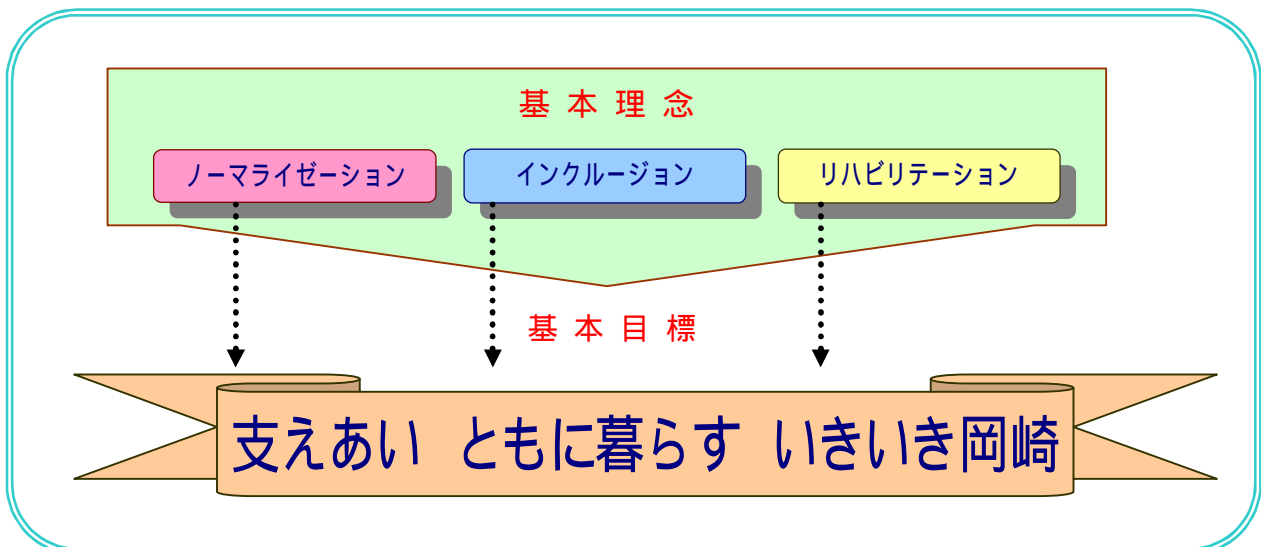 基本理念
ノーマライゼーション インクルージョン リハビリテーション
基本目標
支えあい ともに暮らす いきいき岡崎